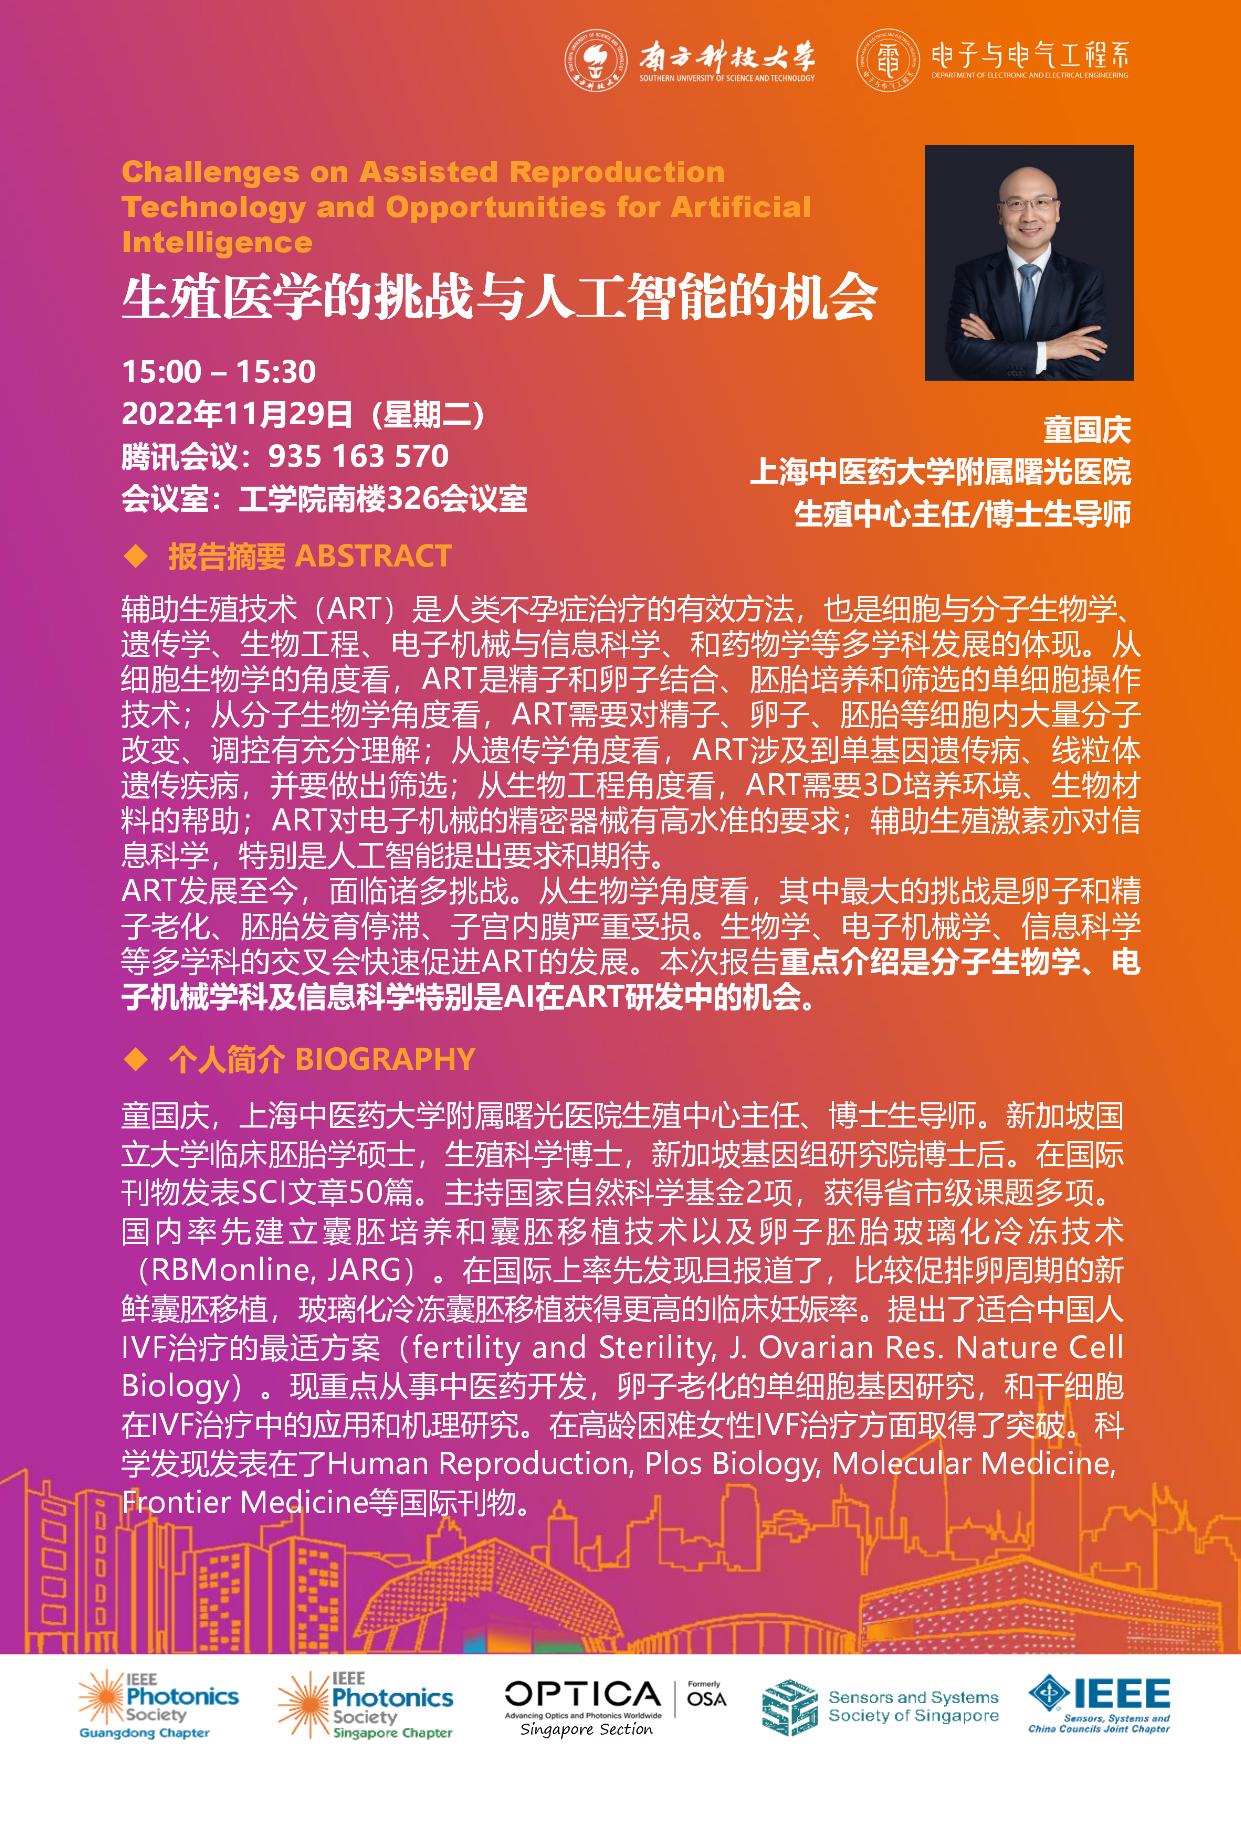 南方科技大学
SOUTHERN UNIVERSITY OF SCIENCE AND TECHNOLOGY
电子与电气工程系
DEPARTMENT OF ELECTRONIC AND ELECTRICAL ENGINEERING
Challenges on Assisted Reproduction
Technology and Opportunities for Artificial
Intelligence
生殖医学的挑战与人工智能的机会
15:00 – 15:30
2022年11月29日（星期二）
腾讯会议：935 163 570
会议室：工学院南楼326会议室
童国庆
上海中医药大学附属曙光医院
生殖中心主任/博士生导师
◆ 报告摘要 ABSTRACT
辅助生殖技术（ART）是人类不孕症治疗的有效方法，也是细胞与分子生物学、
遗传学、生物工程、电子机械与信息科学、和药物学等多学科发展的体现。从
细胞生物学的角度看，ART是精子和卵子结合、胚胎培养和筛选的单细胞操作
技术；从分子生物学角度看，ART需要对精子、卵子、胚胎等细胞内大量分子
改变、调控有充分理解；从遗传学角度看，ART涉及到单基因遗传病、线粒体
遗传疾病，并要做出筛选；从生物工程角度看，ART需要3D培养环境、生物材
料的帮助；ART对电子机械的精密器械有高水准的要求；辅助生殖激素亦对信
息科学，特别是人工智能提出要求和期待。
ART发展至今，面临诸多挑战。从生物学角度看，其中最大的挑战是卵子和精
子老化、胚胎发育停滞、子宫内膜严重受损。生物学、电子机械学、信息科学
等多学科的交叉会快速促进ART的发展。本次报告重点介绍是分子生物学、电
子机械学科及信息科学特别是AI在ART研发中的机会。
◆ 个人简介 BIOGRAPHY
童国庆，上海中医药大学附属曙光医院生殖中心主任、博士生导师。新加坡国
立大学临床胚胎学硕士，生殖科学博士，新加坡基因组研究院博士后。在国际
刊物发表SCI文章50篇。主持国家自然科学基金2项，获得省市级课题多项。
国内率先建立囊胚培养和囊胚移植技术以及卵子胚胎玻璃化冷冻技术
（RBMonline, JARG）。在国际上率先发现且报道了，比较促排卵周期的新
鲜囊胚移植，玻璃化冷冻囊胚移植获得更高的临床妊娠率。提出了适合中国人
IVF治疗的最适方案（fertility and Sterility, J. Ovarian Res. Nature Cell
Biology）。现重点从事中医药开发，卵子老化的单细胞基因研究，和干细胞
在IVF治疗中的应用和机理研究。在高龄困难女性IVF治疗方面取得了突破。科
学发现发表在了Human Reproduction, Plos Biology, Molecular Medicine,
Frontier Medicine等国际刊物。
IEEE
Photonics
Society
Guangdong Chapter
IEEE
Photonics
Society
Singapore Chapter
OPTICA
Formerly
OSA
Advancing Optics and Photonics Worldwide
Singapore Section
Sensors and Systems
Society of Singapore
IEEE
Sensors, Systems and
China Councils Joint Chapter